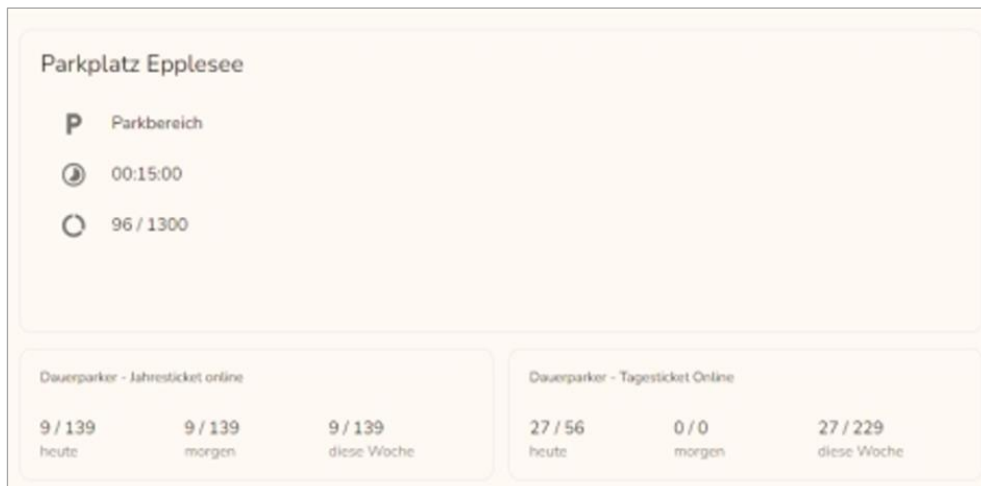 Parkplatz Epplesee
P Parkbereich
00:15:00
96 / 1300
Dauerparker - Jahresticket online
9 / 139 9 / 139 9 / 139
heute morgen diese Woche
Dauerparker - Tagesticket Online
27 / 56 0 / 0 27 / 229
heute morgen diese Woche